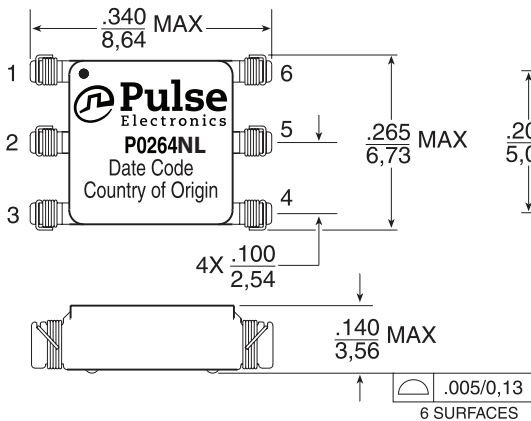 .340 MAX
8,64
1
6
Pulse
Electronics
2
5
P0264NL
Date Code
Country of Origin
3
4
.265 MAX
6,73
4X .100
2,54
.140 MAX
3,56
.005/0,13
6 SURFACES